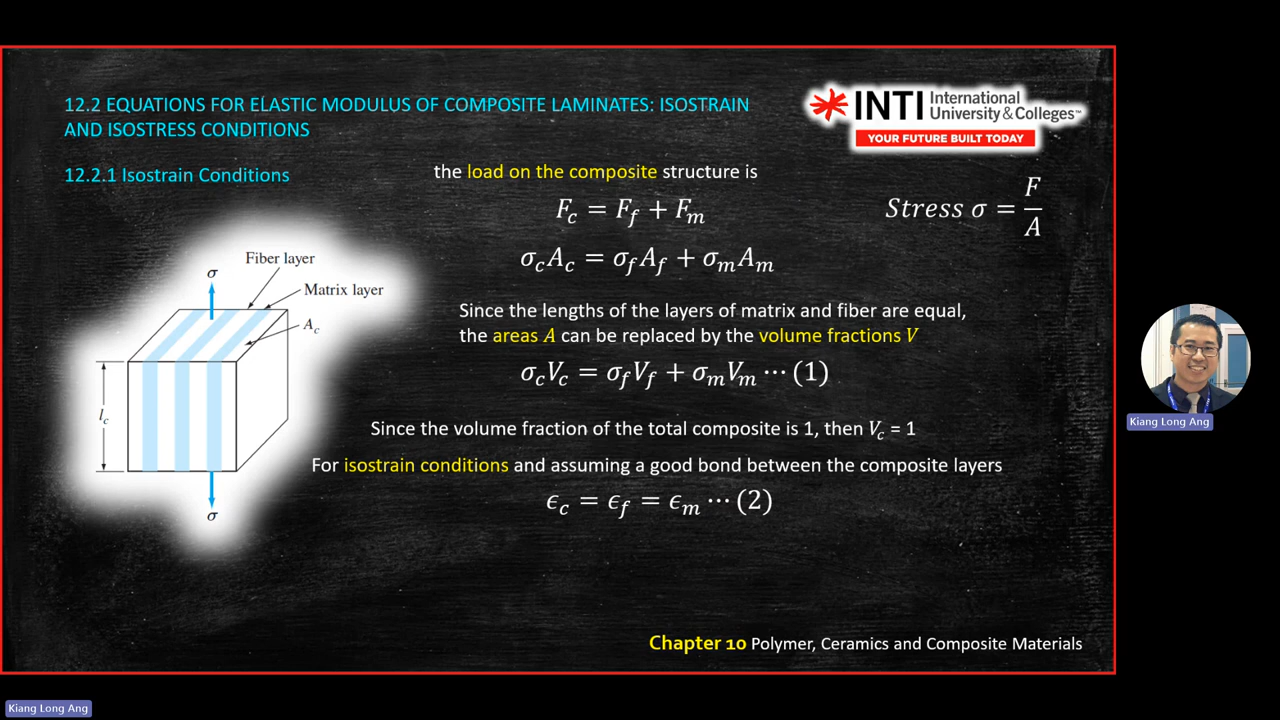 12.2 EQUATIONS FOR ELASTIC MODULUS OF COMPOSITE LAMINATES: ISOSTRAIN
AND ISOSTRESS CONDITIONS
INTI International
University & Colleges™
YOUR FUTURE BUILT TODAY
12.2.1 Isostrain Conditions
the load on the composite structure is
F_c = F_f + F_m
Stress σ = F/A
σ_c A_c = σ_f A_f + σ_m A_m
Fiber layer
σ
Matrix layer
A_c
l_c
σ
Since the lengths of the layers of matrix and fiber are equal,
the areas A can be replaced by the volume fractions V
σ_c V_c = σ_f V_f + σ_m V_m ⋯ (1)
Since the volume fraction of the total composite is 1, then V_c = 1
For isostrain conditions and assuming a good bond between the composite layers
ϵ_c = ϵ_f = ϵ_m ⋯ (2)
Chapter 10 Polymer, Ceramics and Composite Materials
Kiang Long Ang
Kiang Long Ang